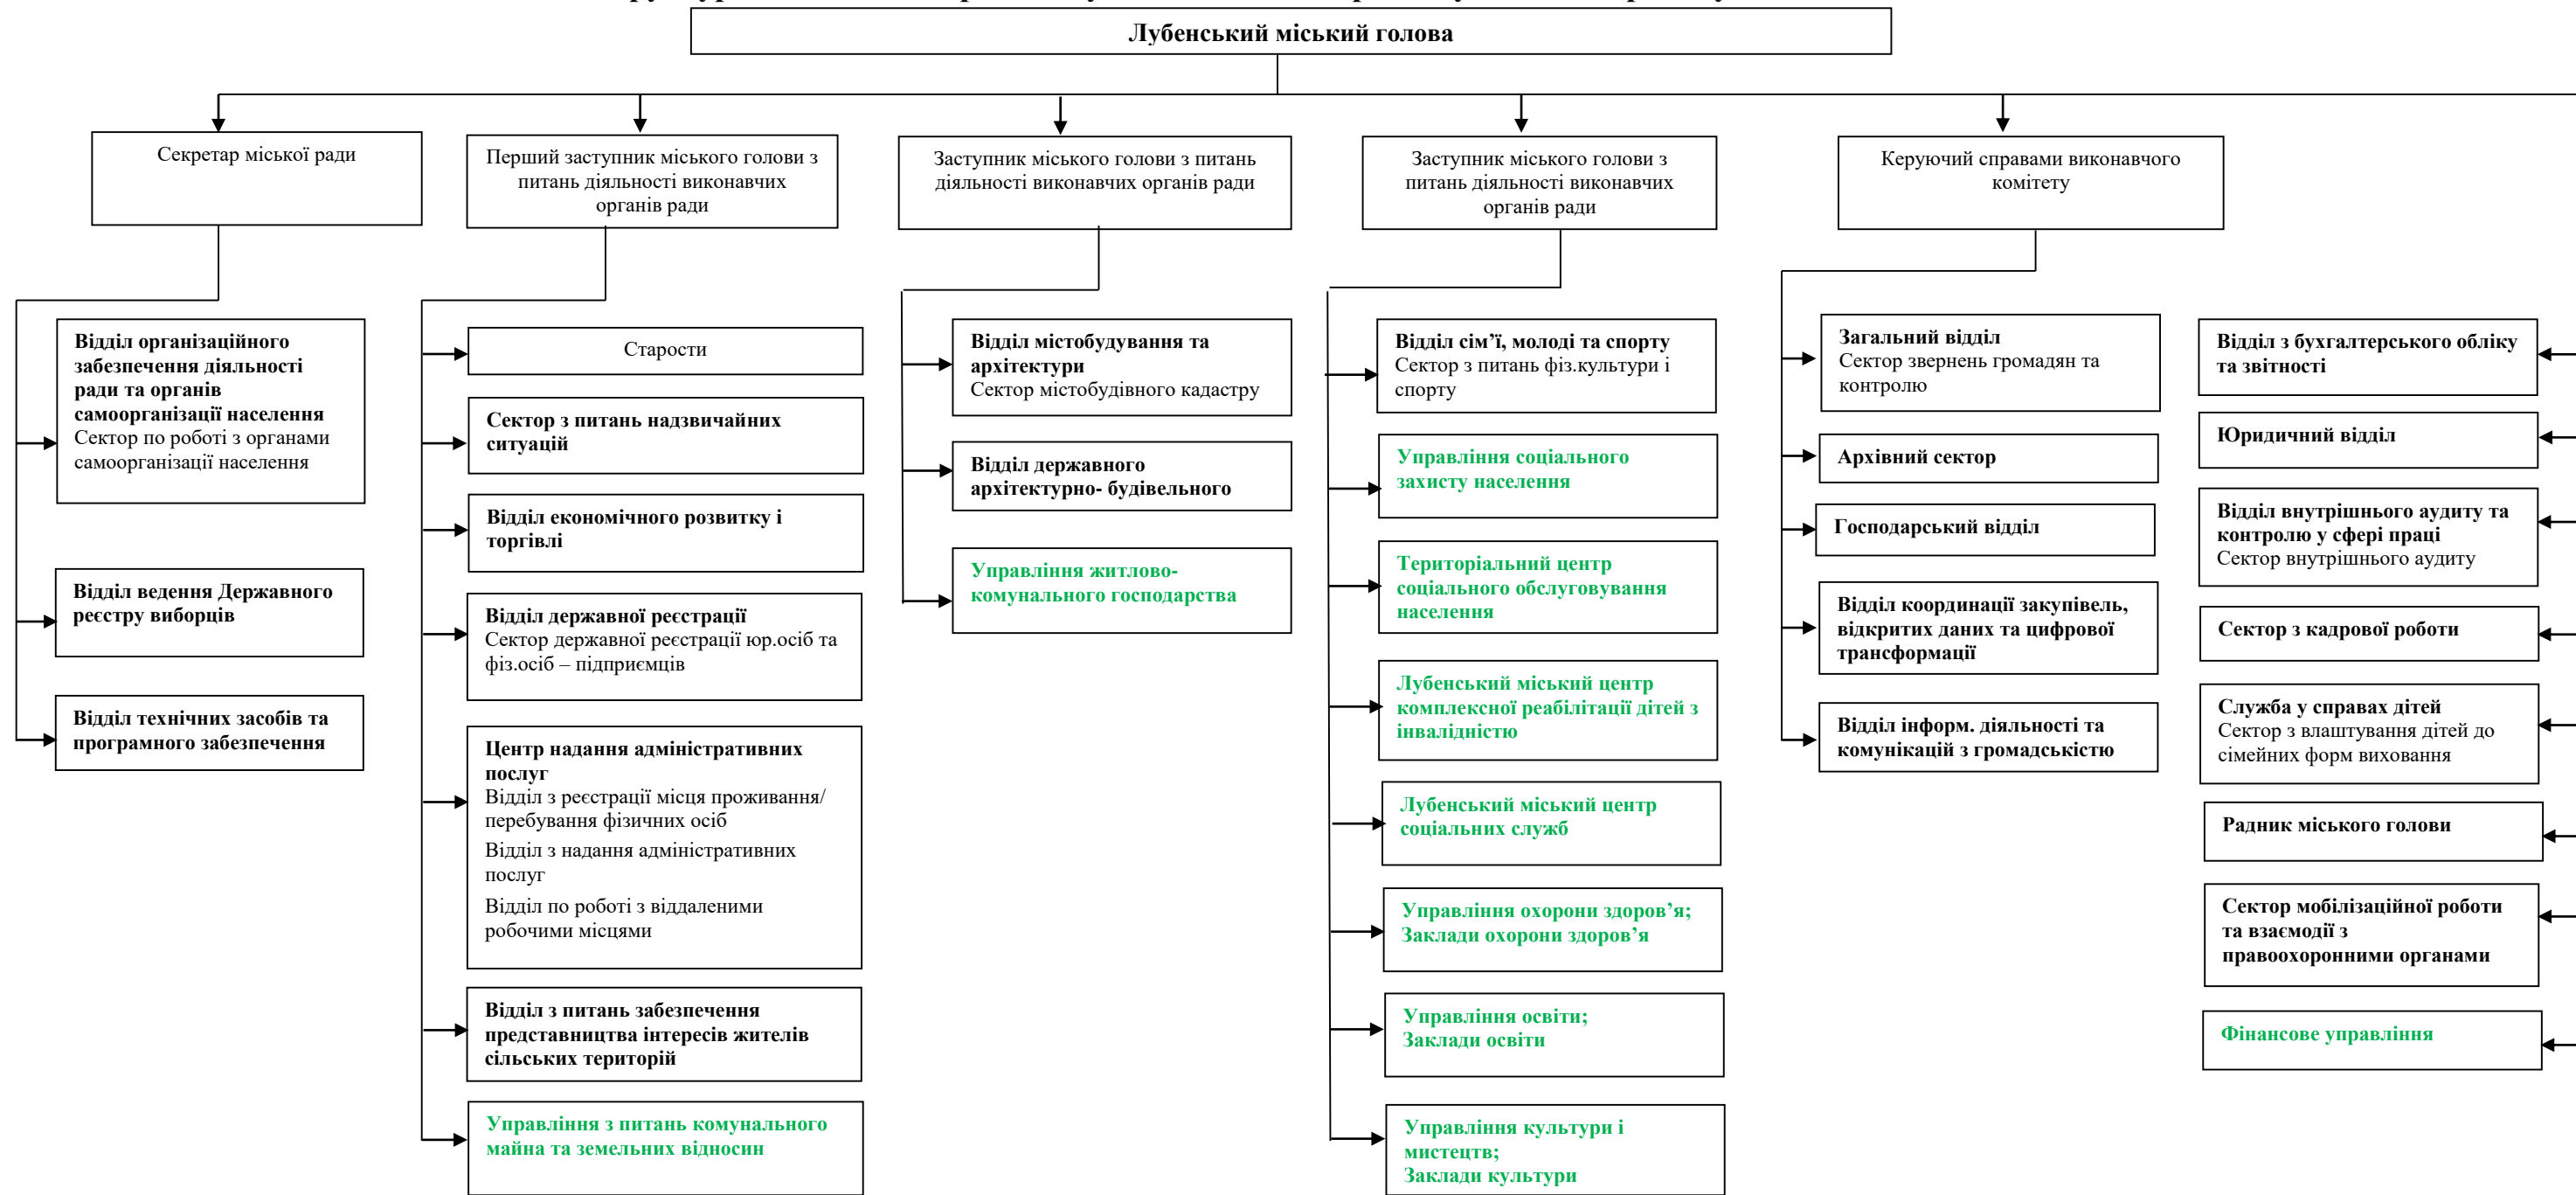 Лубенський міський голова
Секретар міської ради
Перший заступник міського голови з
питань діяльності виконавчих
органів ради
Заступник міського голови з питань
діяльності виконавчих органів ради
Заступник міського голови з
питань діяльності виконавчих
органів ради
Керуючий справами виконавчого
комітету
Відділ організаційного
забезпечення діяльності
ради та органів
самоорганізації населення
Сектор по роботі з органами
самоорганізації населення
Відділ ведення Державного
реєстру виборців
Відділ технічних засобів та
програмного забезпечення
Старости
Сектор з питань надзвичайних
ситуацій
Відділ економічного розвитку і
торгівлі
Відділ державної реєстрації
Сектор державної реєстрації юр.осіб та
фіз.осіб – підприємців
Центр надання адміністративних
послуг
Відділ з реєстрації місця проживання/
перебування фізичних осіб
Відділ з надання адміністративних
послуг
Відділ по роботі з віддаленими
робочими місцями
Відділ з питань забезпечення
представництва інтересів жителів
сільських територій
Управління з питань комунального
майна та земельних відносин
Відділ містобудування та
архітектури
Сектор містобудівного кадастру
Відділ державного
архітектурно- будівельного
Управління житлово-
комунального господарства
Відділ сім’ї, молоді та спорту
Сектор з питань фіз.культури і
спорту
Управління соціального
захисту населення
Територіальний центр
соціального обслуговування
населення
Лубенський міський центр
комплексної реабілітації дітей з
інвалідністю
Лубенський міський центр
соціальних служб
Управління охорони здоров’я;
Заклади охорони здоров’я
Управління освіти;
Заклади освіти
Управління культури і
мистецтв;
Заклади культури
Загальний відділ
Сектор звернень громадян та
контролю
Архівний сектор
Господарський відділ
Відділ координації закупівель,
відкритих даних та цифрової
трансформації
Відділ інформ. діяльності та
комунікацій з громадськістю
Відділ з бухгалтерського обліку
та звітності
Юридичний відділ
Відділ внутрішнього аудиту та
контролю у сфері праці
Сектор внутрішнього аудиту
Сектор з кадрової роботи
Служба у справах дітей
Сектор з влаштування дітей до
сімейних форм виховання
Радник міського голови
Сектор мобілізаційної роботи
та взаємодії з
правоохоронними органами
Фінансове управління